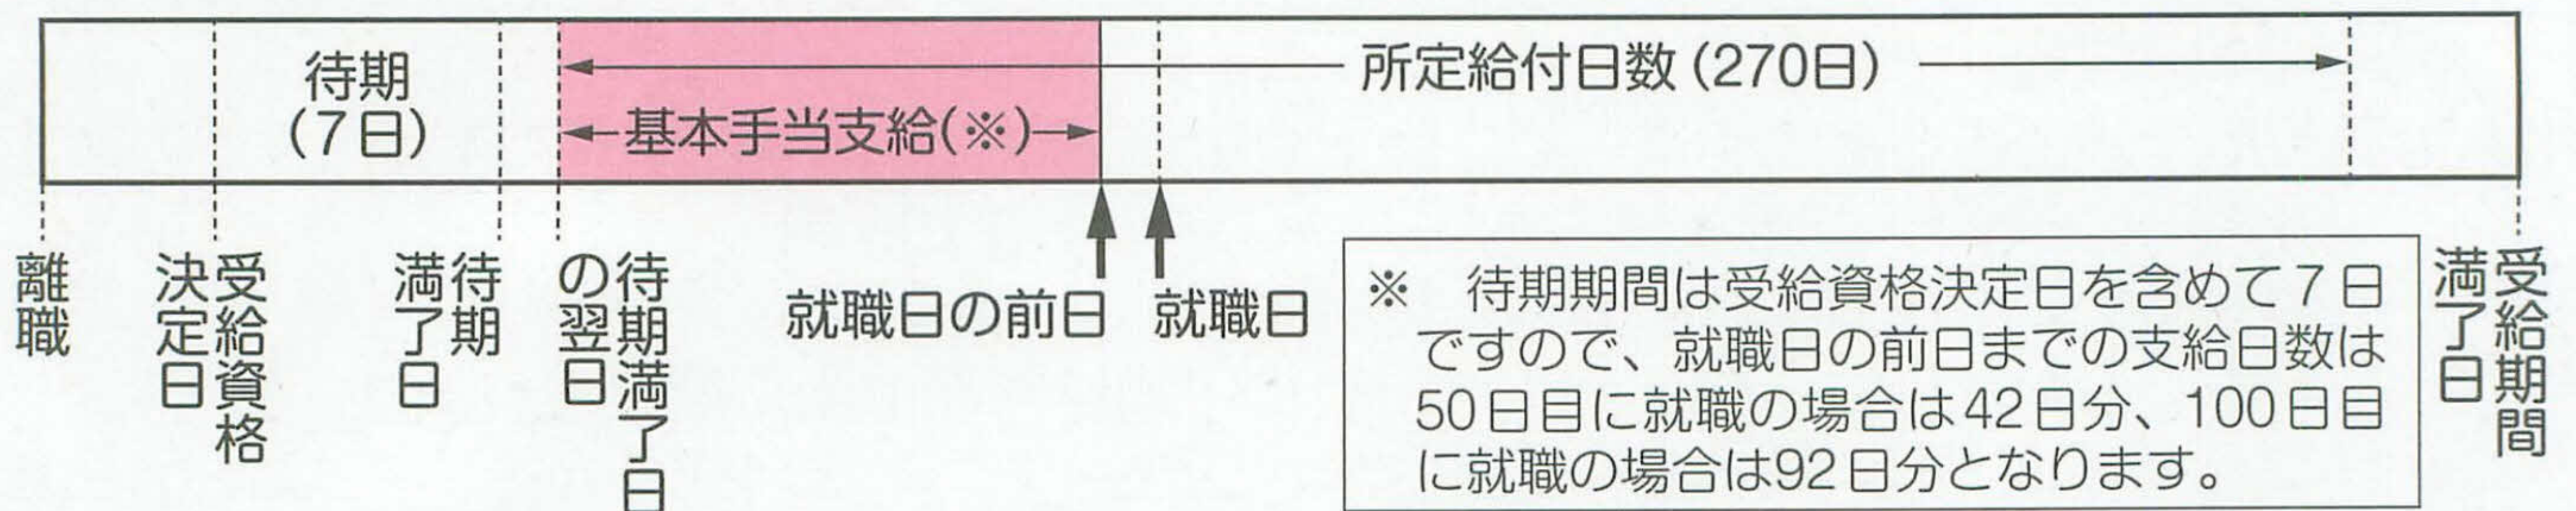 待期
(7日)
所定給付日数(270日)
基本手当支給(※)
離職
受給資格
決定日
待期
満了日
待期満了日
の翌日
就職日の前日
就職日
※ 待期期間は受給資格決定日を含めて7日
ですので、就職日の前日までの支給日数は
50日目に就職の場合は42日分、100日目
に就職の場合は92日分となります。
受給期間
満了日